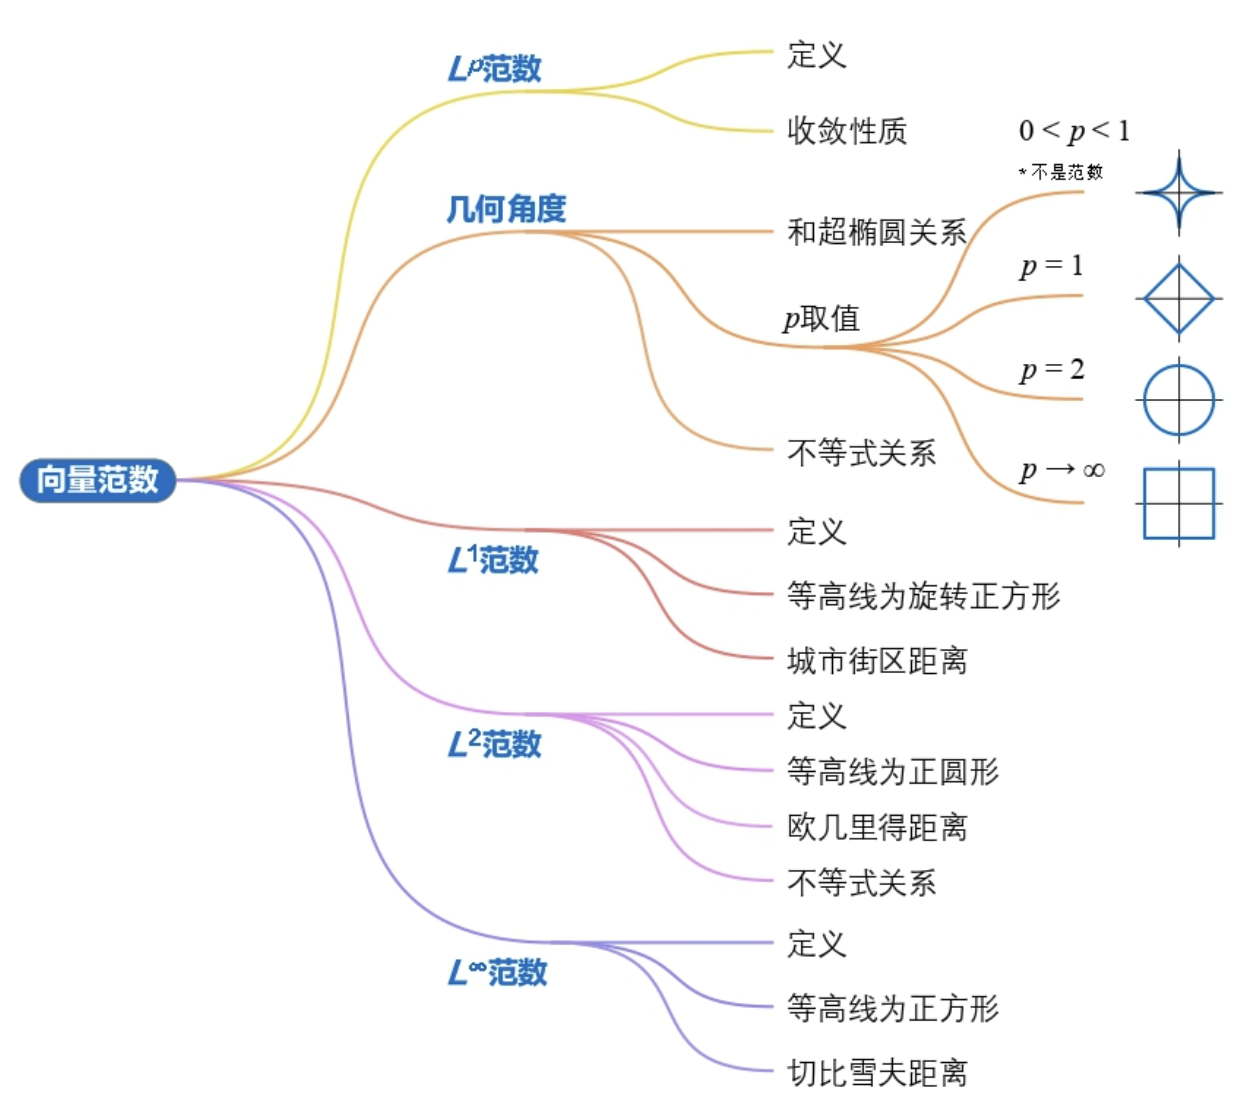 向量范数
Lᵖ范数
定义
收敛性质
几何角度
和超椭圆关系
p取值
0 < p < 1
*不是范数
p = 1
p = 2
p → ∞
不等式关系
L¹范数
定义
等高线为旋转正方形
城市街区距离
L²范数
定义
等高线为正圆形
欧几里得距离
不等式关系
L∞范数
定义
等高线为正方形
切比雪夫距离